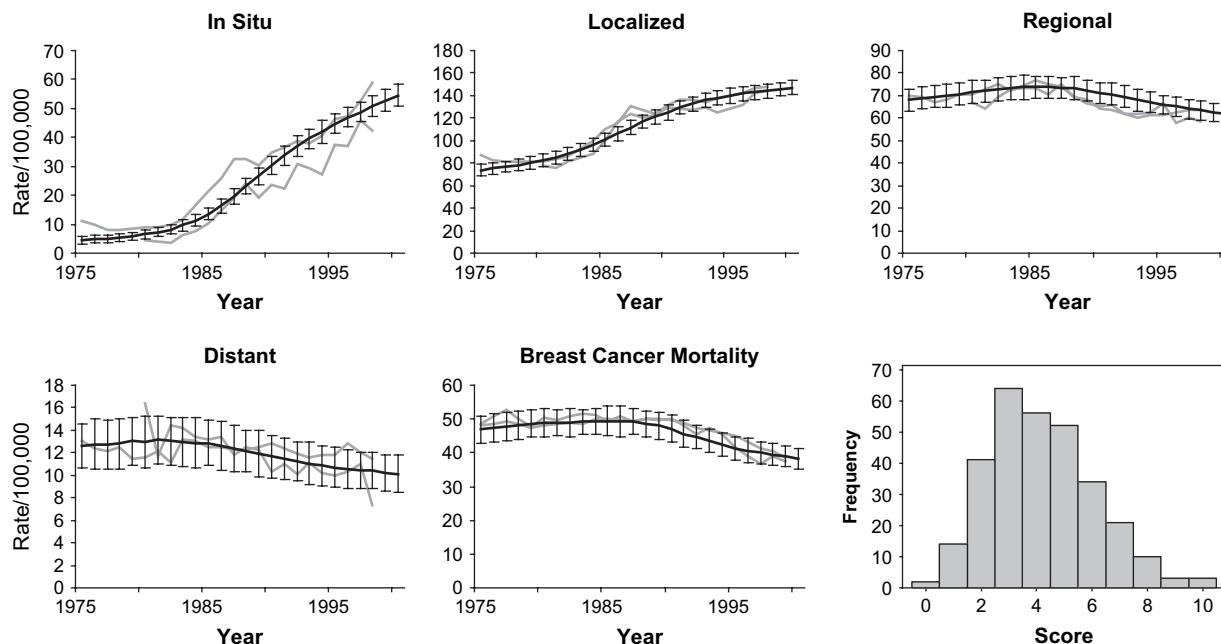 In Situ
Rate/100,000
70
60
50
40
30
20
10
0
1975 1985 1995
Year
Localized
180
160
140
120
100
80
60
40
20
0
1975 1985 1995
Year
Regional
90
80
70
60
50
40
30
20
10
0
1975 1985 1995
Year
Distant
Rate/100,000
18
16
14
12
10
8
6
4
2
0
1975 1985 1995
Year
Breast Cancer Mortality
60
50
40
30
20
10
0
1975 1985 1995
Year
Frequency
70
60
50
40
30
20
10
0
0 2 4 6 8 10
Score